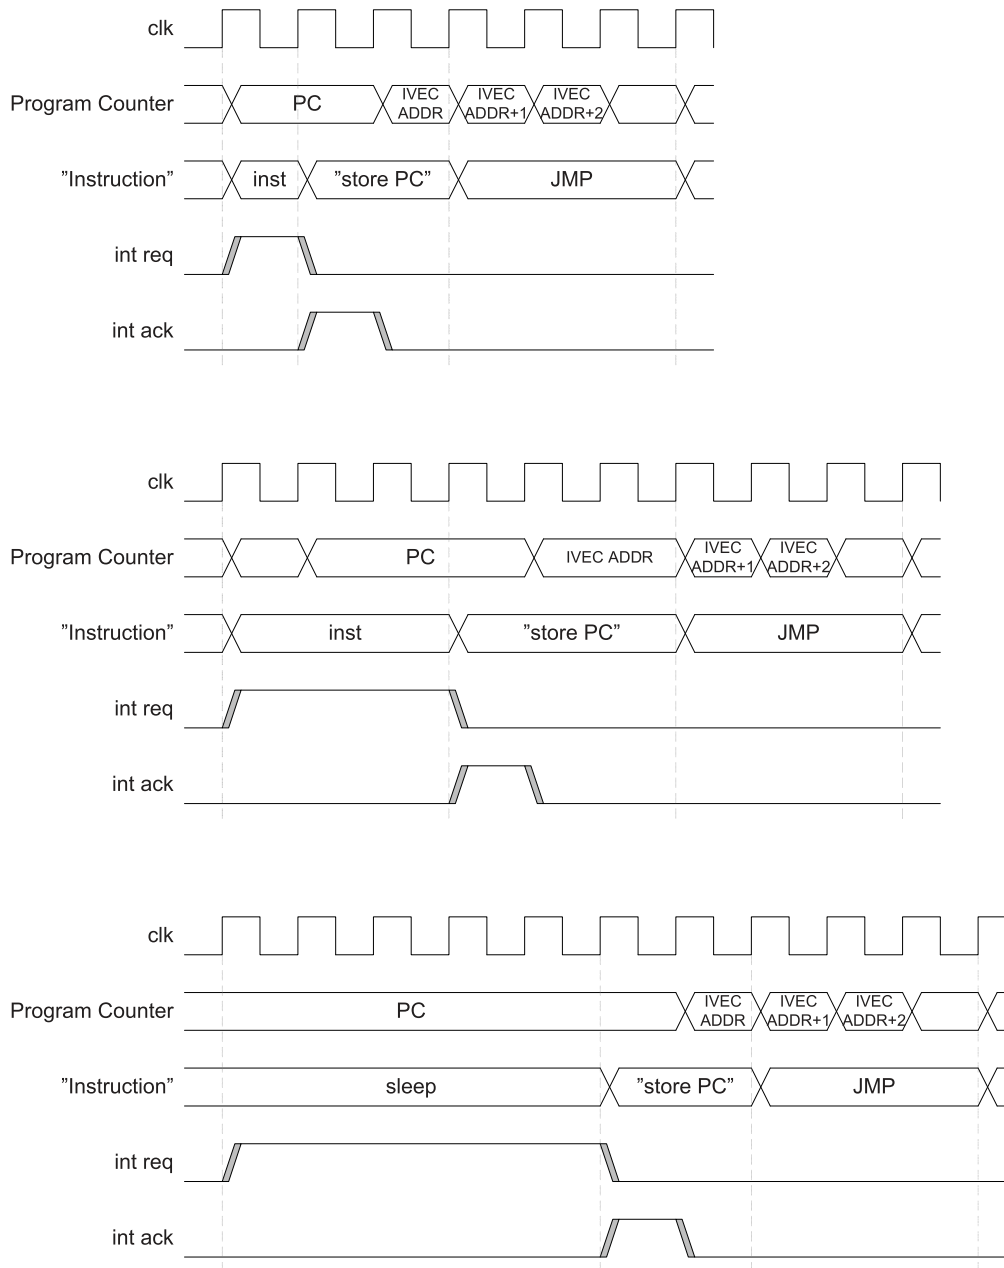 clk
Program Counter
PC
IVEC
ADDR
IVEC
ADDR+1
IVEC
ADDR+2
”Instruction”
inst
”store PC”
JMP
int req
int ack
clk
Program Counter
PC
IVEC ADDR
IVEC
ADDR+1
IVEC
ADDR+2
”Instruction”
inst
”store PC”
JMP
int req
int ack
clk
Program Counter
PC
IVEC
ADDR
IVEC
ADDR+1
IVEC
ADDR+2
”Instruction”
sleep
”store PC”
JMP
int req
int ack